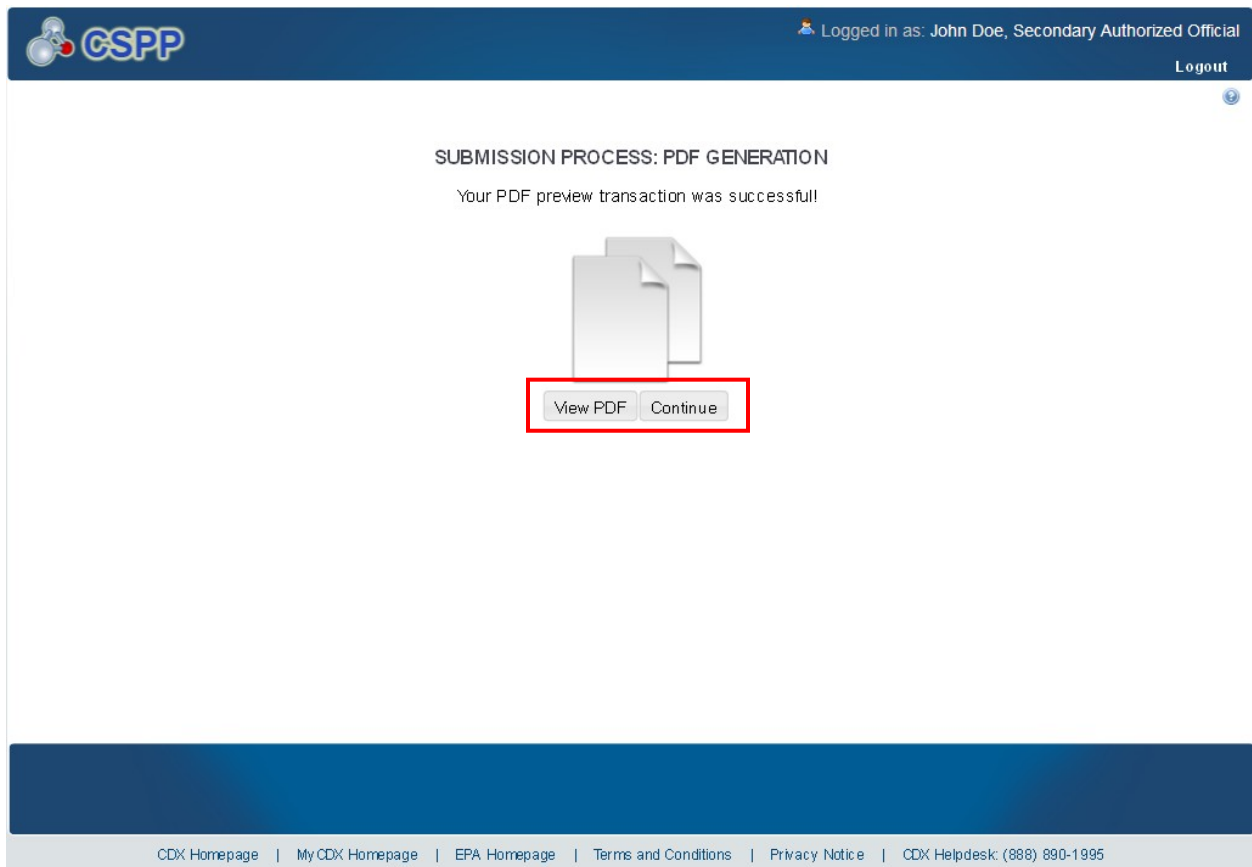 CSPP
Logged in as: John Doe, Secondary Authorized Official
Logout
?
SUBMISSION PROCESS: PDF GENERATION
Your PDF preview transaction was successful!
View PDF Continue
CDX Homepage | MyCDX Homepage | EPA Homepage | Terms and Conditions | Privacy Notice | CDX Helpdesk: (888) 890-1995